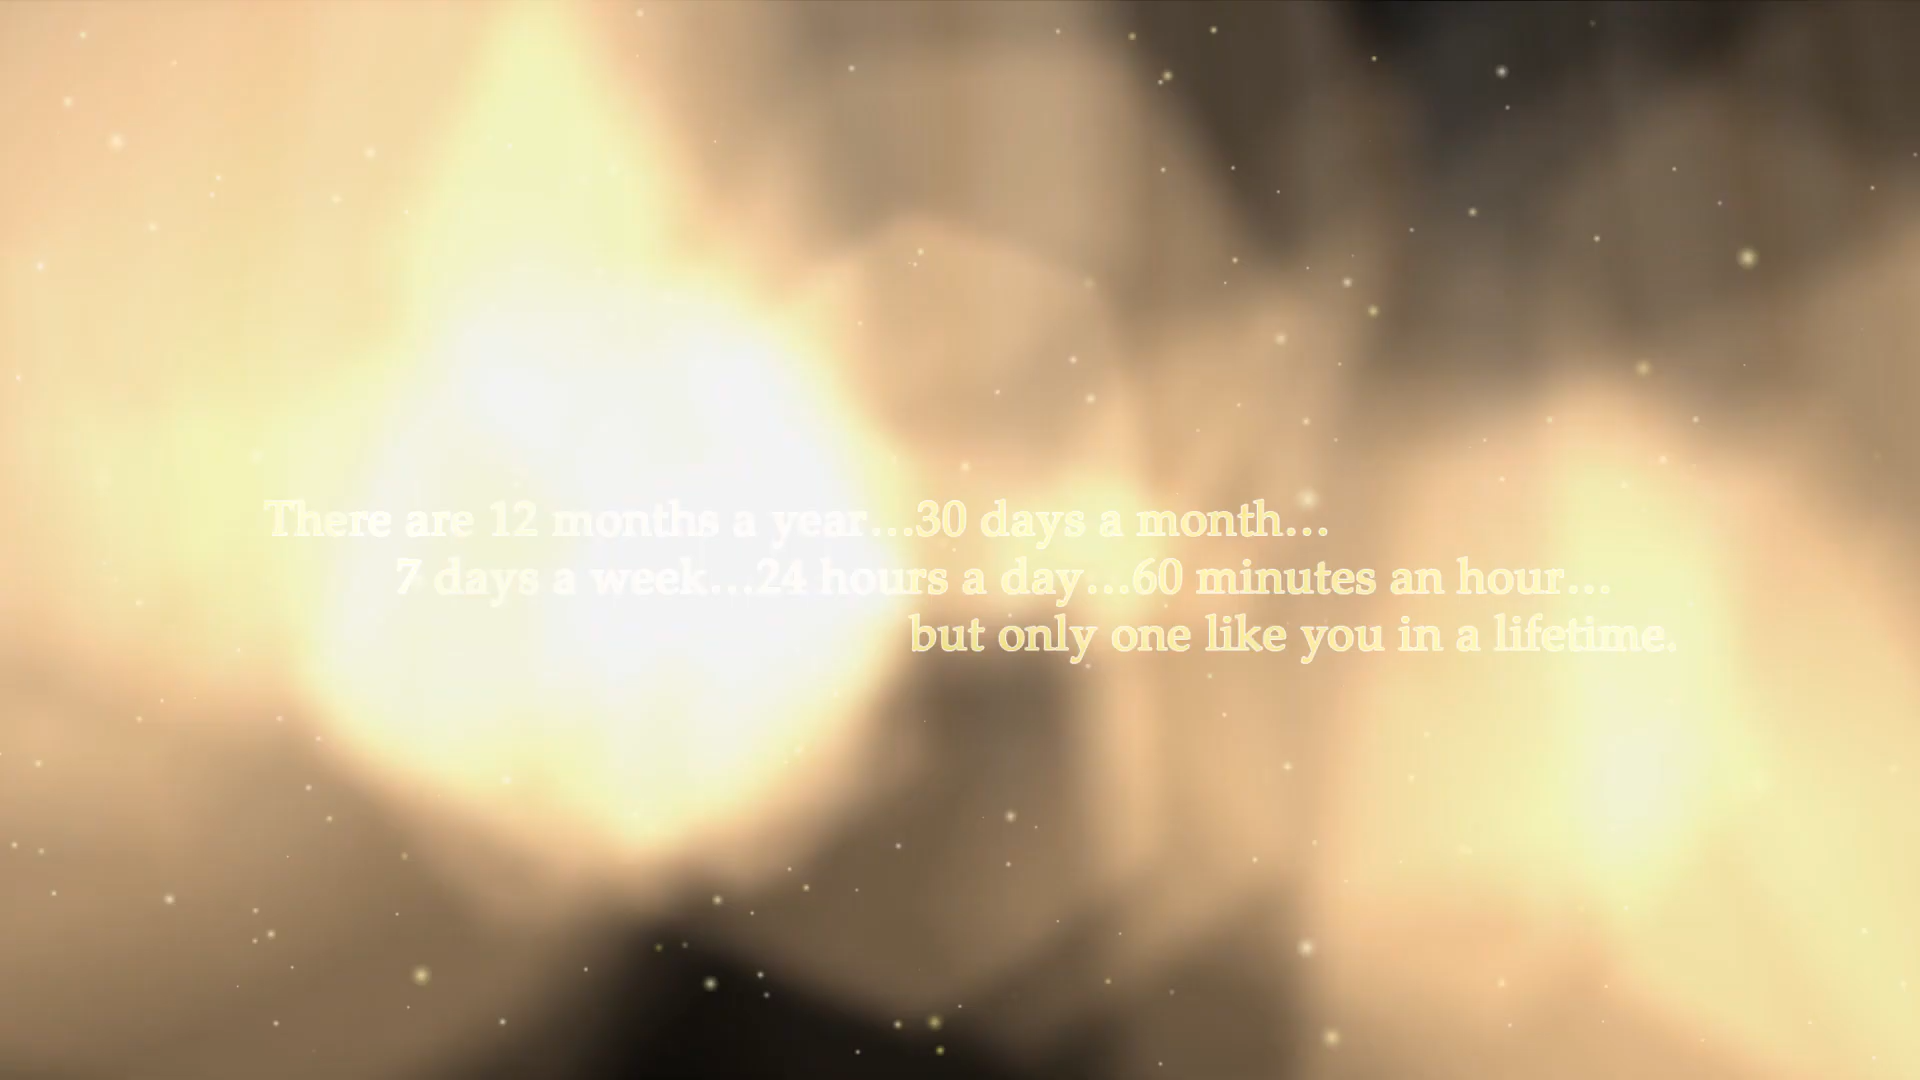 There are 12 months a year...30 days a month...
7 days a week...24 hours a day...60 minutes an hour...
but only one like you in a lifetime.